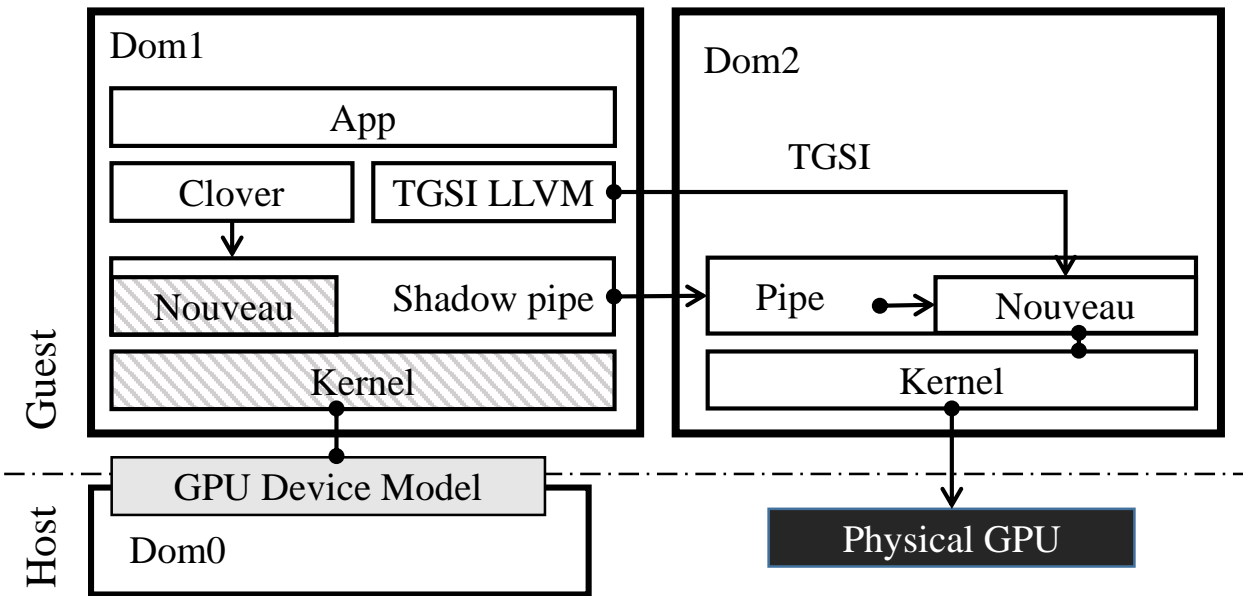 Dom1
App
Clover
TGSI LLVM
Nouveau
Shadow pipe
Kernel
Dom2
TGSI
Pipe
Nouveau
Kernel
Guest
GPU Device Model
Dom0
Physical GPU
Host